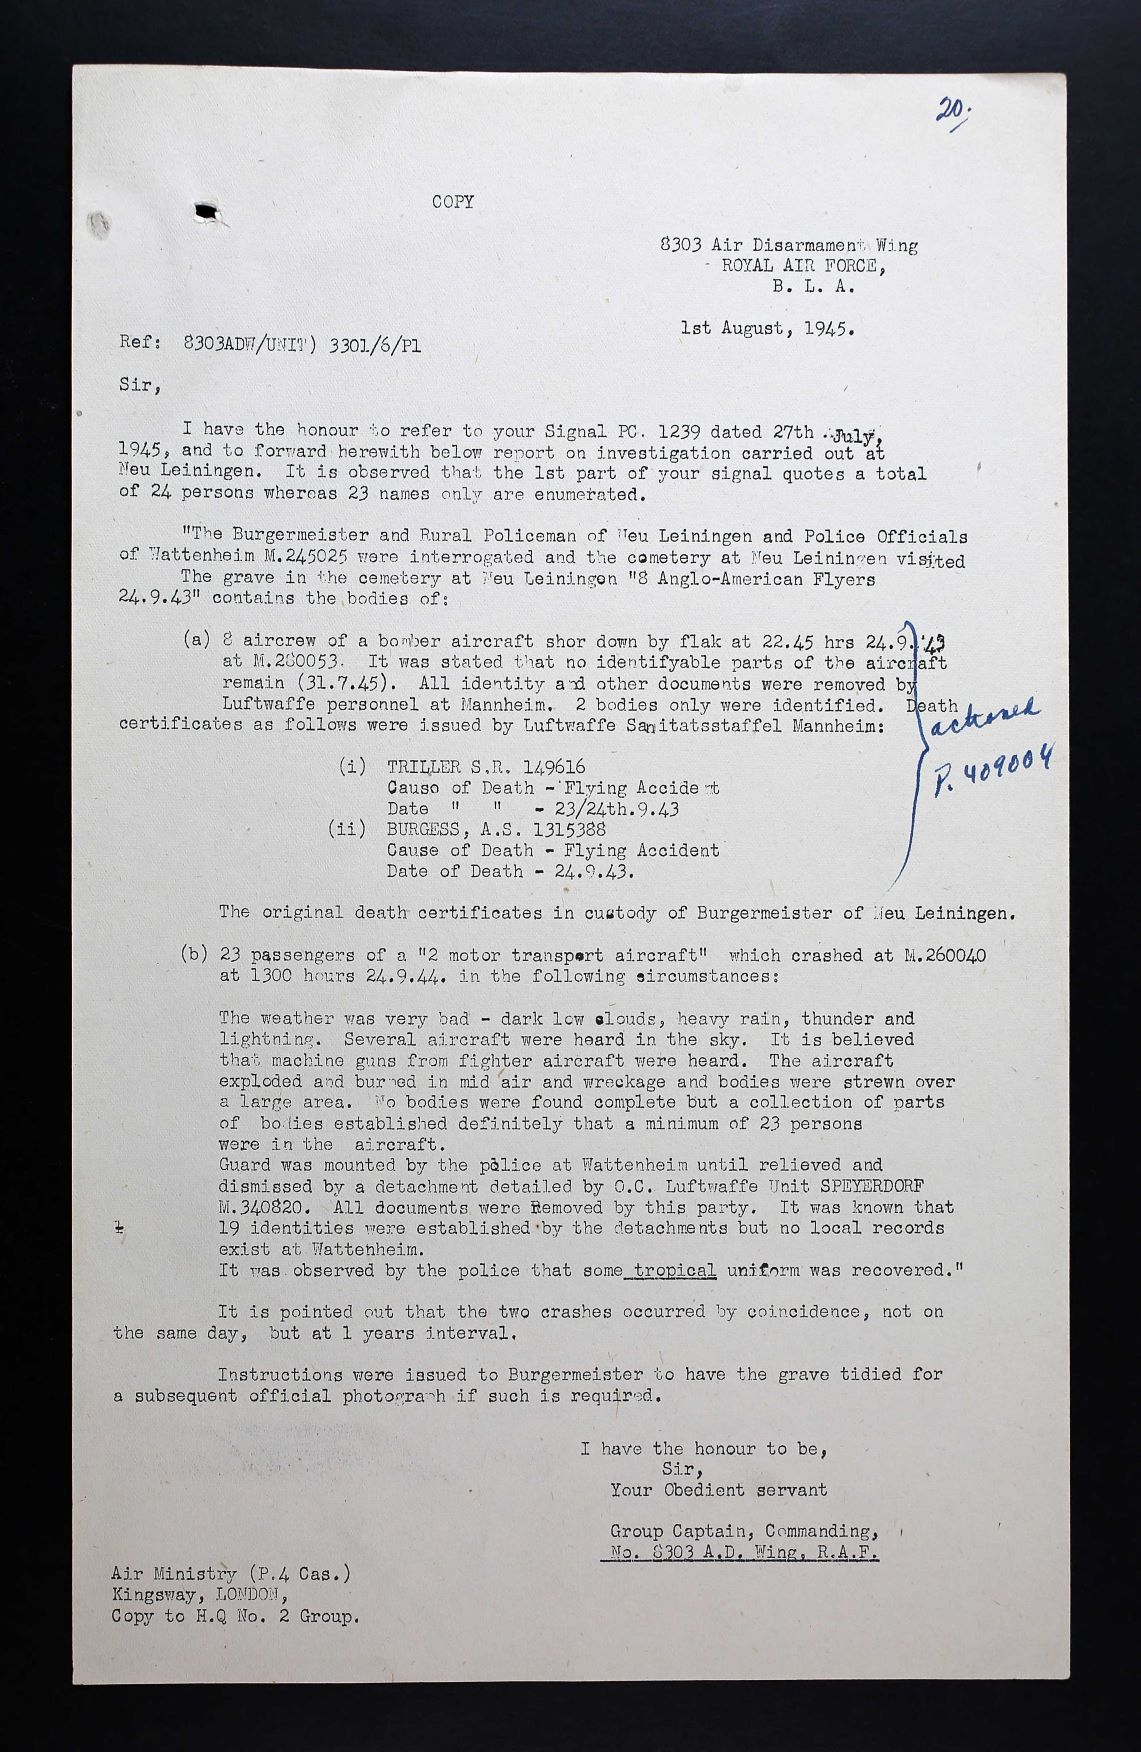 20.
COPY
8303 Air Disarmament Wing
- ROYAL AIR FORCE,
B. L. A.
1st August, 1945.
Ref: 8303ADW/UNIT) 3301/6/P1
Sir,
I have the honour to refer to your Signal PC. 1239 dated 27th July,
1945, and to forward herewith below report on investigation carried out at
Neu Leiningen. It is observed that the 1st part of your signal quotes a total
of 24 persons whereas 23 names only are enumerated.
"The Burgermeister and Rural Policeman of Neu Leiningen and Police Officials
of Wattenheim M.245025 were interrogated and the cemetery at Neu Leiningen visited
The grave in the cemetery at Neu Leiningen "8 Anglo-American Flyers
24.9.43" contains the bodies of:
(a) 8 aircrew of a bomber aircraft shor down by flak at 22.45 hrs 24.9.'43
at M.280053. It was stated that no identifyable parts of the aircraft
remain (31.7.45). All identity and other documents were removed by
Luftwaffe personnel at Mannheim. 2 bodies only were identified. Death
certificates as follows were issued by Luftwaffe Sanitatsstaffel Mannheim:
actioned
P. 409004
(i) TRILLER S.R. 149616
Cause of Death - Flying Accident
Date " " - 23/24th.9.43
(ii) BURGESS, A.S. 1315388
Cause of Death - Flying Accident
Date of Death - 24.9.43.
The original death certificates in custody of Burgermeister of Neu Leiningen.
(b) 23 passengers of a "2 motor transport aircraft" which crashed at M.260040
at 1300 hours 24.9.44. in the following circumstances:
The weather was very bad - dark low clouds, heavy rain, thunder and
lightning. Several aircraft were heard in the sky. It is believed
that machine guns from fighter aircraft were heard. The aircraft
exploded and burned in mid air and wreckage and bodies were strewn over
a large area. No bodies were found complete but a collection of parts
of bodies established definitely that a minimum of 23 persons
were in the aircraft.
Guard was mounted by the police at Wattenheim until relieved and
dismissed by a detachment detailed by O.C. Luftwaffe Unit SPEYERDORF
M.340820. All documents were Removed by this party. It was known that
19 identities were established by the detachments but no local records
exist at Wattenheim.
It was observed by the police that some tropical uniform was recovered."
It is pointed out that the two crashes occurred by coincidence, not on
the same day, but at 1 years interval.
Instructions were issued to Burgermeister to have the grave tidied for
a subsequent official photograph if such is required.
I have the honour to be,
Sir,
Your Obedient servant
Group Captain, Commanding,
No. 8303 A.D. Wing, R.A.F.
Air Ministry (P.4 Cas.)
Kingsway, LONDON,
Copy to H.Q No. 2 Group.